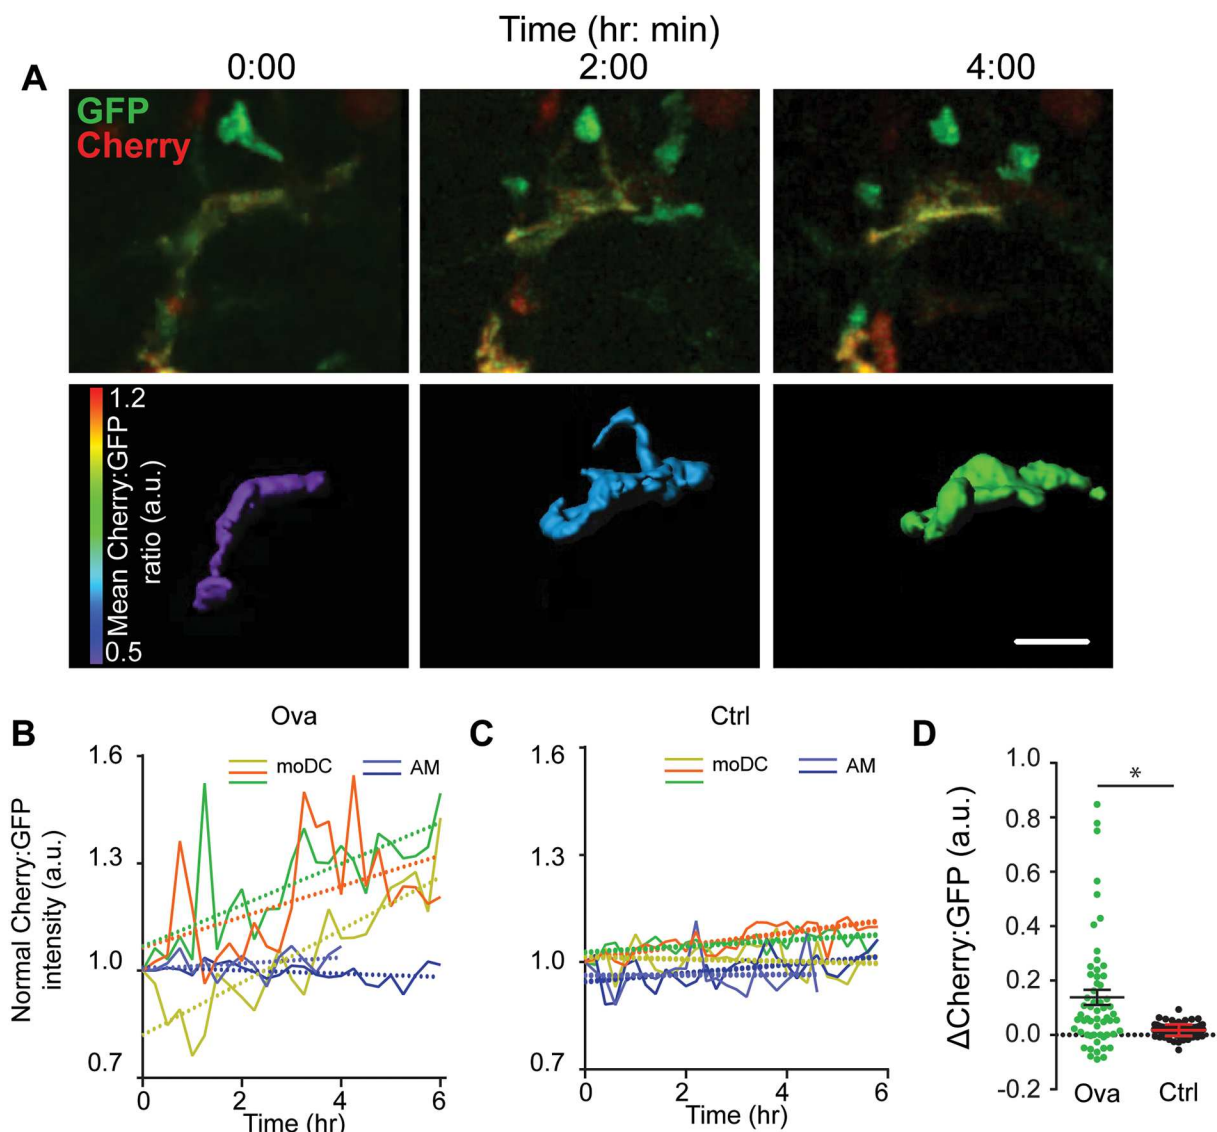 Time (hr: min)
0:00 2:00 4:00
A
GFP
Cherry
1.2
Mean Cherry:GFP
ratio (a.u.)
0.5
B Ova
Normal Cherry:GFP
intensity (a.u.)
1.6
1.3
1.0
0.7
moDC AM
0 2 4 6
Time (hr)
C Ctrl
1.6
1.3
1.0
0.7
moDC AM
0 2 4 6
Time (hr)
D
ΔCherry:GFP (a.u.)
1.0
0.8
0.6
0.4
0.2
0.0
-0.2
*
Ova Ctrl